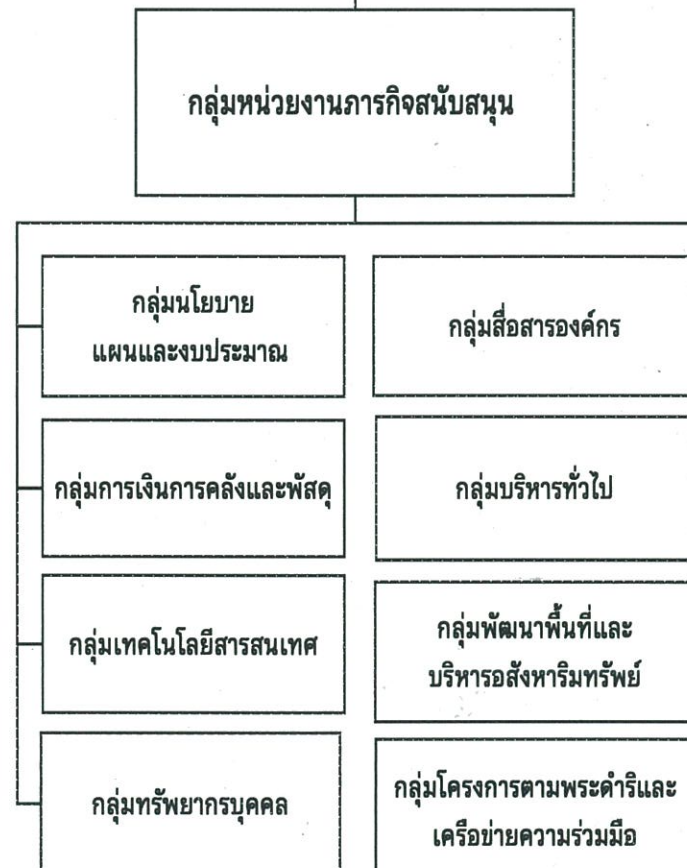 กลุ่มหน่วยงานภารกิจสนับสนุน
กลุ่มนโยบาย
แผนและงบประมาณ
กลุ่มสื่อสารองค์กร
กลุ่มการเงินการคลังและพัสดุ
กลุ่มบริหารทั่วไป
กลุ่มเทคโนโลยีสารสนเทศ
กลุ่มพัฒนาพื้นที่และ
บริหารอสังหาริมทรัพย์
กลุ่มทรัพยากรบุคคล
กลุ่มโครงการตามพระดำริและ
เครือข่ายความร่วมมือ